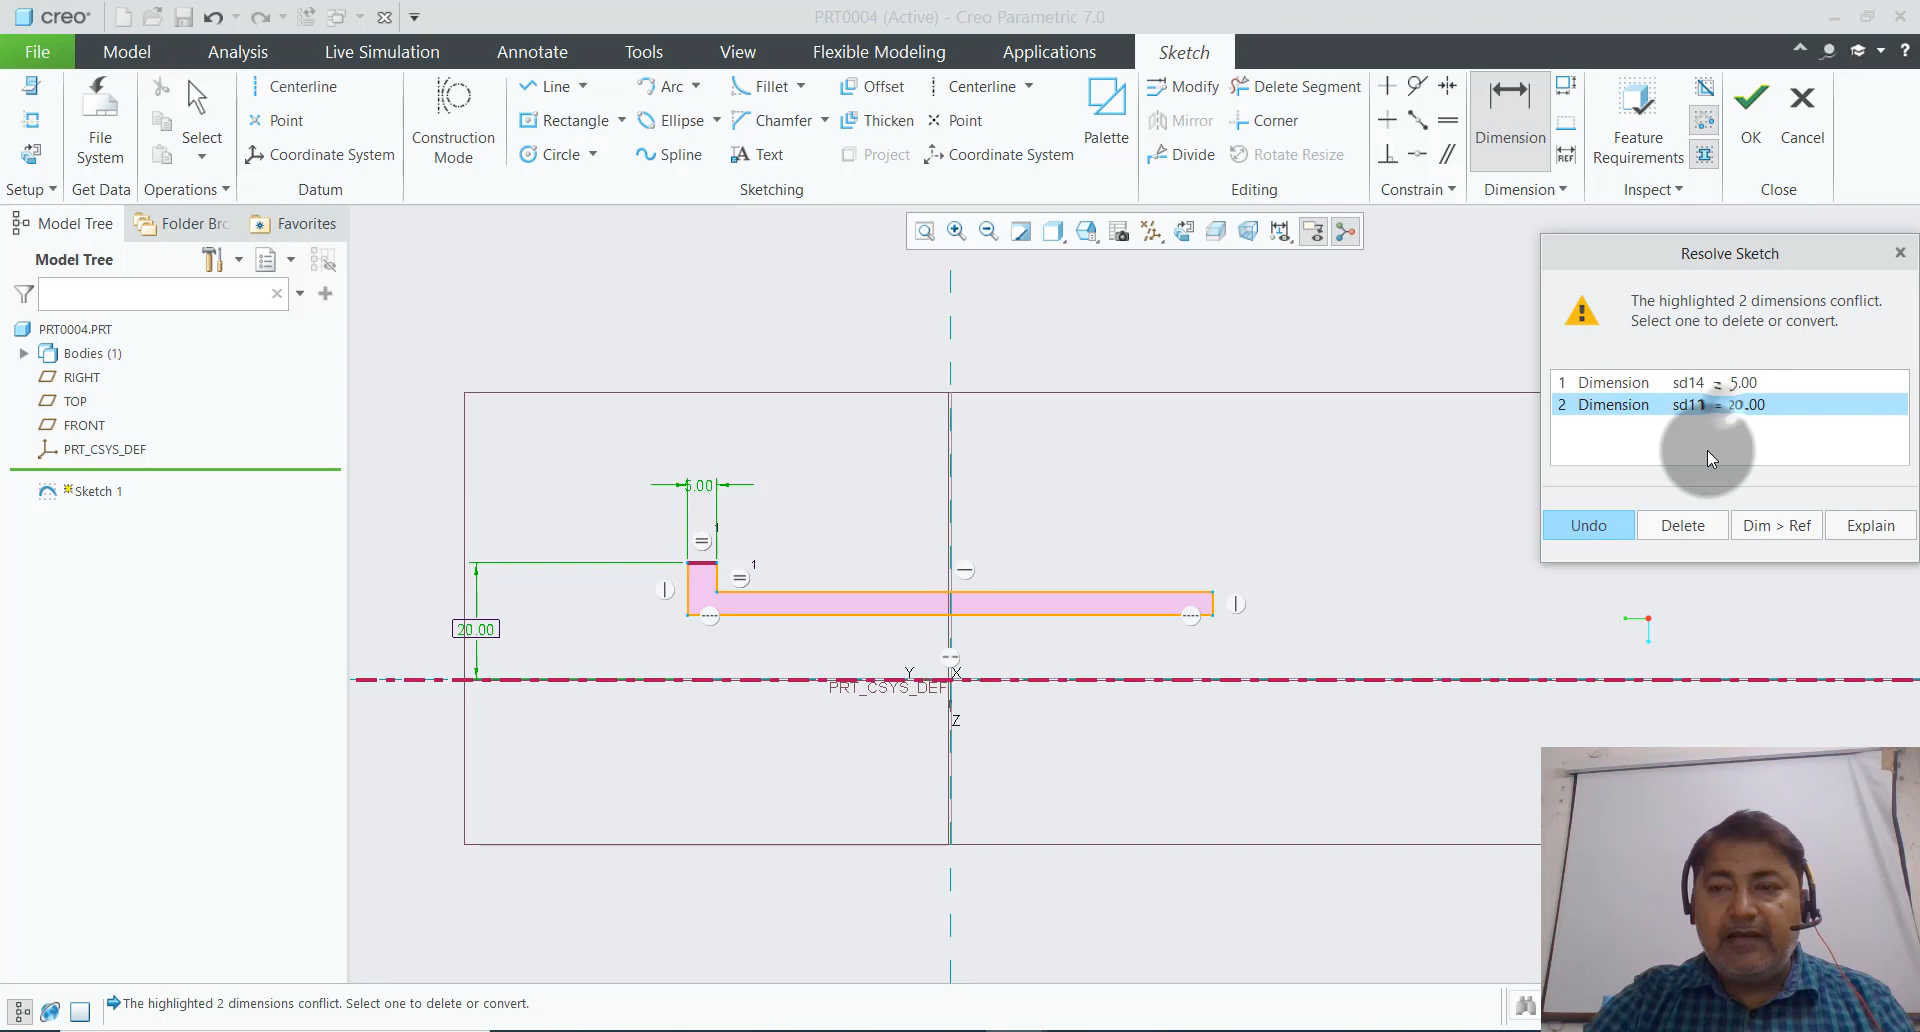 creo
PRT0004 (Active) - Creo Parametric 7.0
File Model Analysis Live Simulation Annotate Tools View Flexible Modeling Applications Sketch
Centerline Line Arc Fillet Offset Centerline Modify Delete Segment
Point Rectangle Ellipse Chamfer Thicken Point Mirror Corner
File System Select Coordinate System Construction Mode Circle Spline Text Project Coordinate System Palette Divide Rotate Resize Dimension Feature Requirements OK Cancel
Setup Get Data Operations Datum Sketching Editing Constrain Dimension Inspect Close
Model Tree Folder Bro Favorites
Model Tree
PRT0004.PRT
Bodies (1)
RIGHT
TOP
FRONT
PRT_CSYS_DEF
Sketch 1
5.00
1
1
20.00
Y X
PRT_CSYS_DEF
Z
Resolve Sketch
The highlighted 2 dimensions conflict.
Select one to delete or convert.
1 Dimension sd14 = 5.00
2 Dimension sd11 = 20.00
Undo Delete Dim > Ref Explain
The highlighted 2 dimensions conflict. Select one to delete or convert.